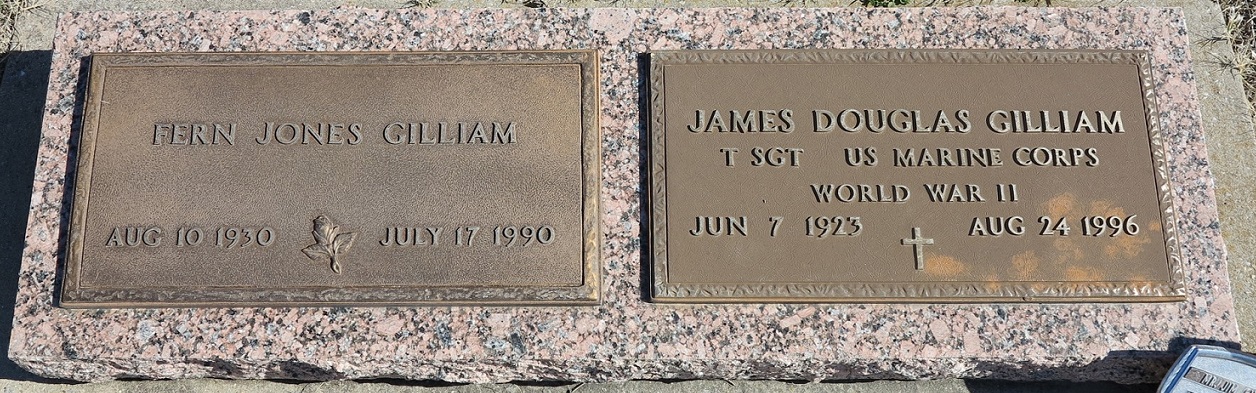 FERN JONES GILLIAM
AUG 10 1930 JULY 17 1990
JAMES DOUGLAS GILLIAM
T SGT US MARINE CORPS
WORLD WAR II
JUN 7 1923 AUG 24 1996